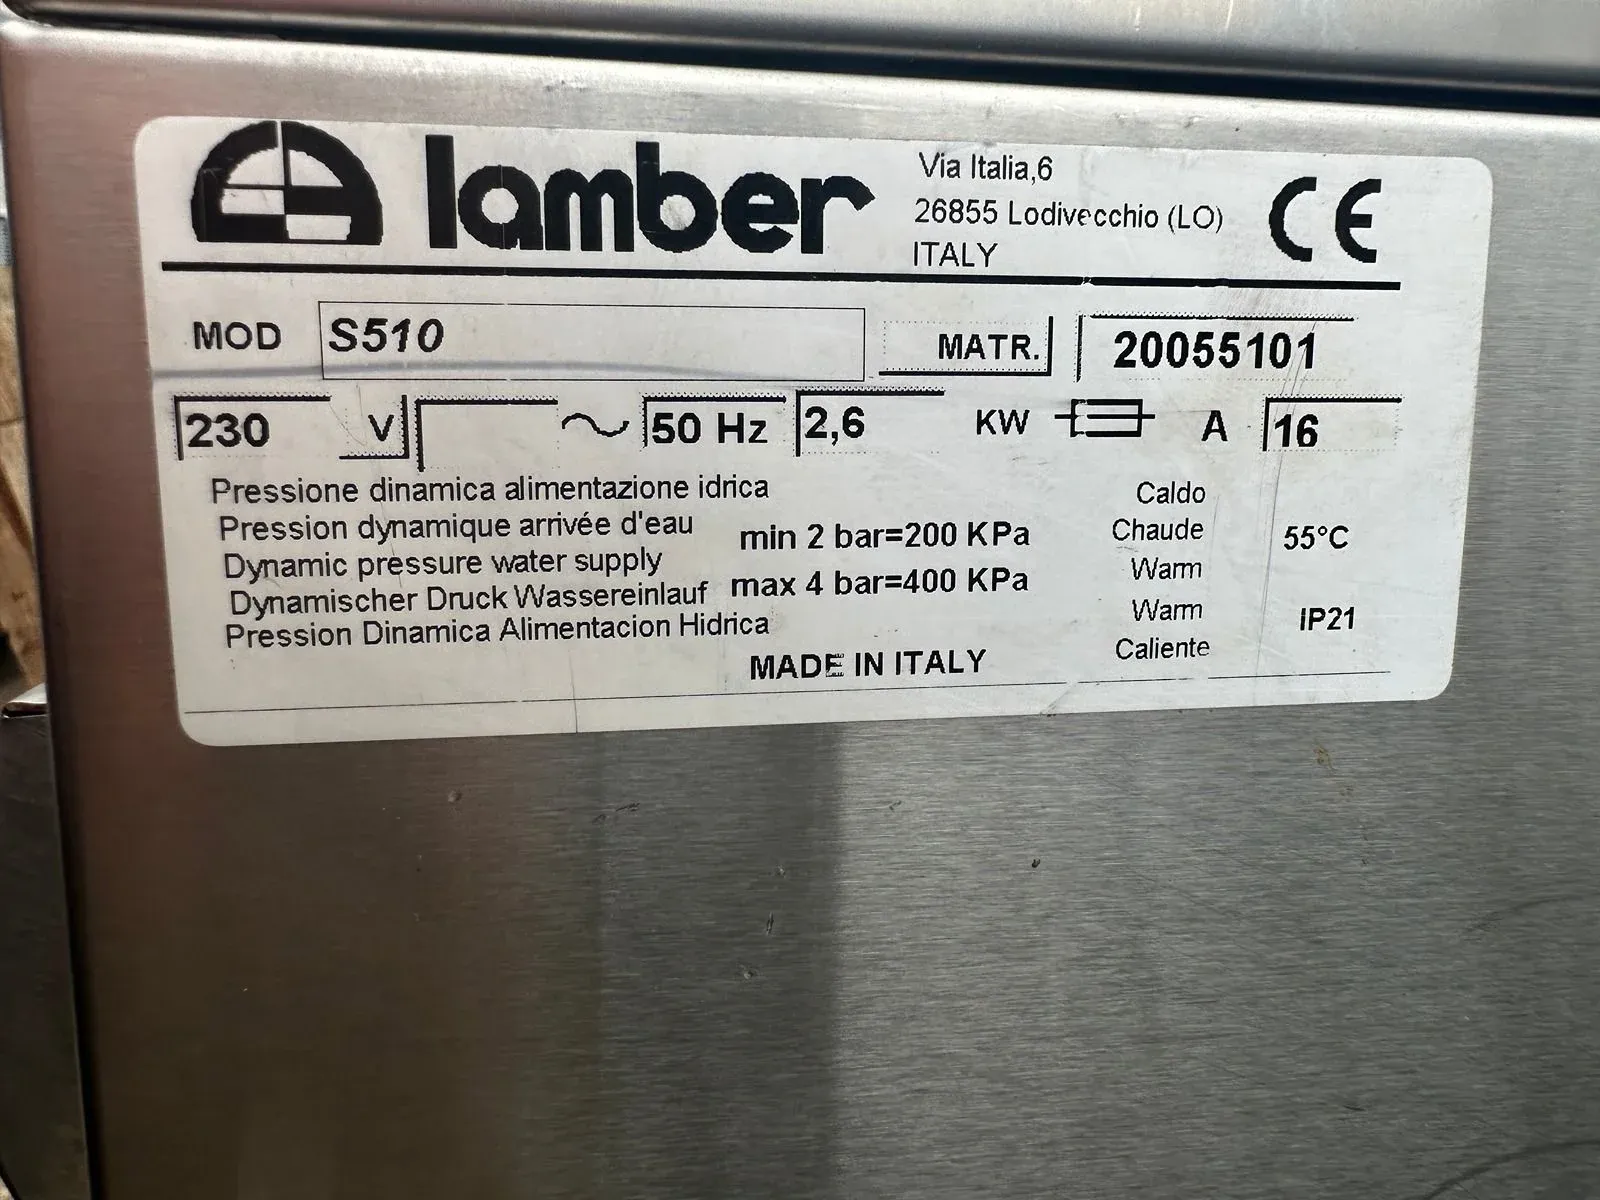 lamber
Via Italia,6
26855 Lodivecchio (LO)
ITALY
CE
MOD S510 MATR. 20055101
230 V ~ 50 Hz 2,6 KW A 16
Pressione dinamica alimentazione idrica
Pression dynamique arrivée d'eau
Dynamic pressure water supply
Dynamischer Druck Wassereinlauf
Pression Dinamica Alimentacion Hidrica
min 2 bar=200 KPa
max 4 bar=400 KPa
Caldo
Chaude
Warm
Warm
Caliente
55°C
IP21
MADE IN ITALY